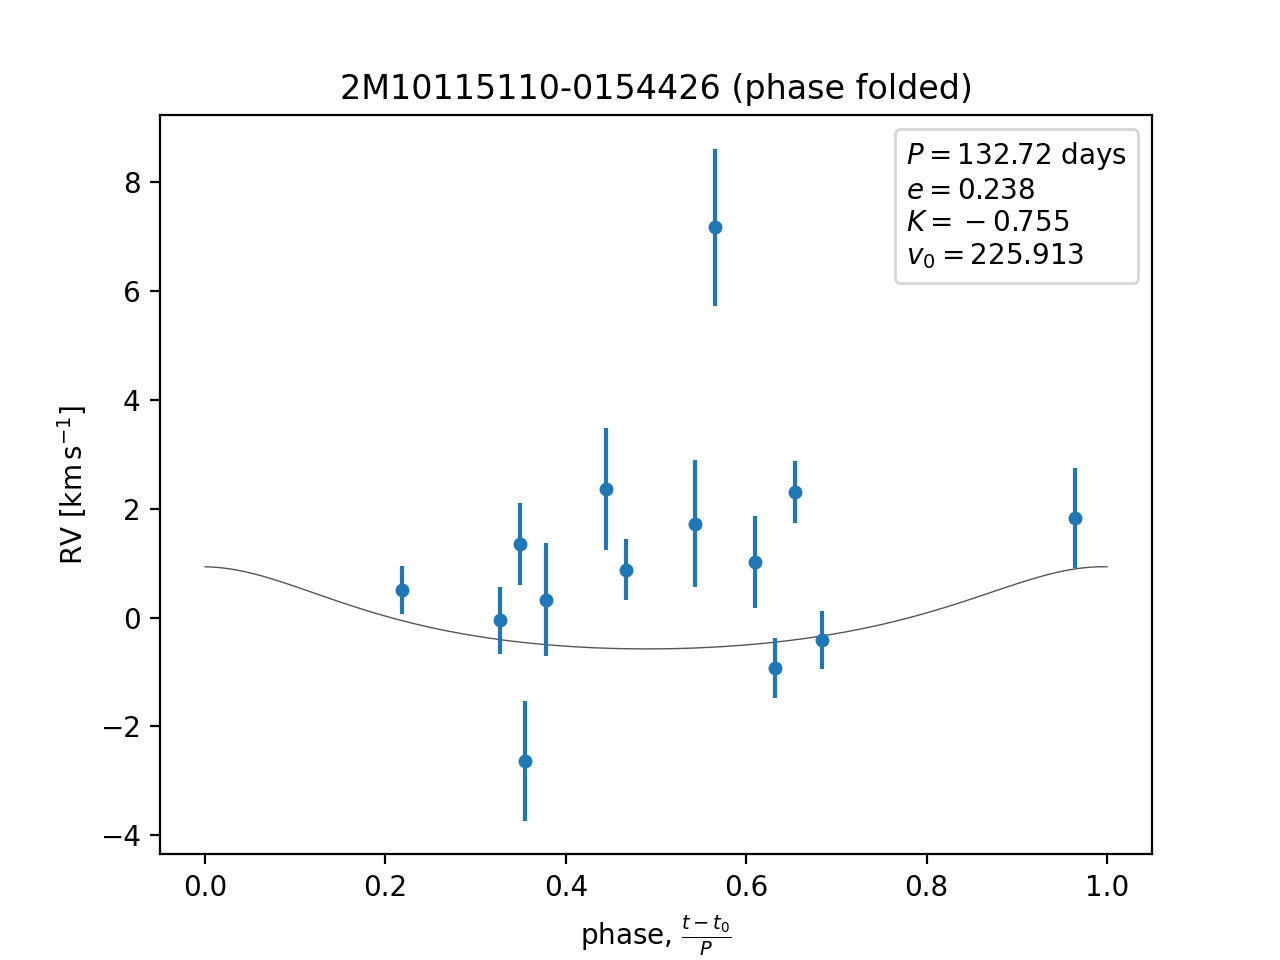 2M10115110-0154426 (phase folded)
P = 132.72 days
e = 0.238
K = −0.755
v₀ = 225.913
8
6
4
2
0
−2
−4
RV [km s⁻¹]
0.0 0.2 0.4 0.6 0.8 1.0
phase, (t − t₀)/P